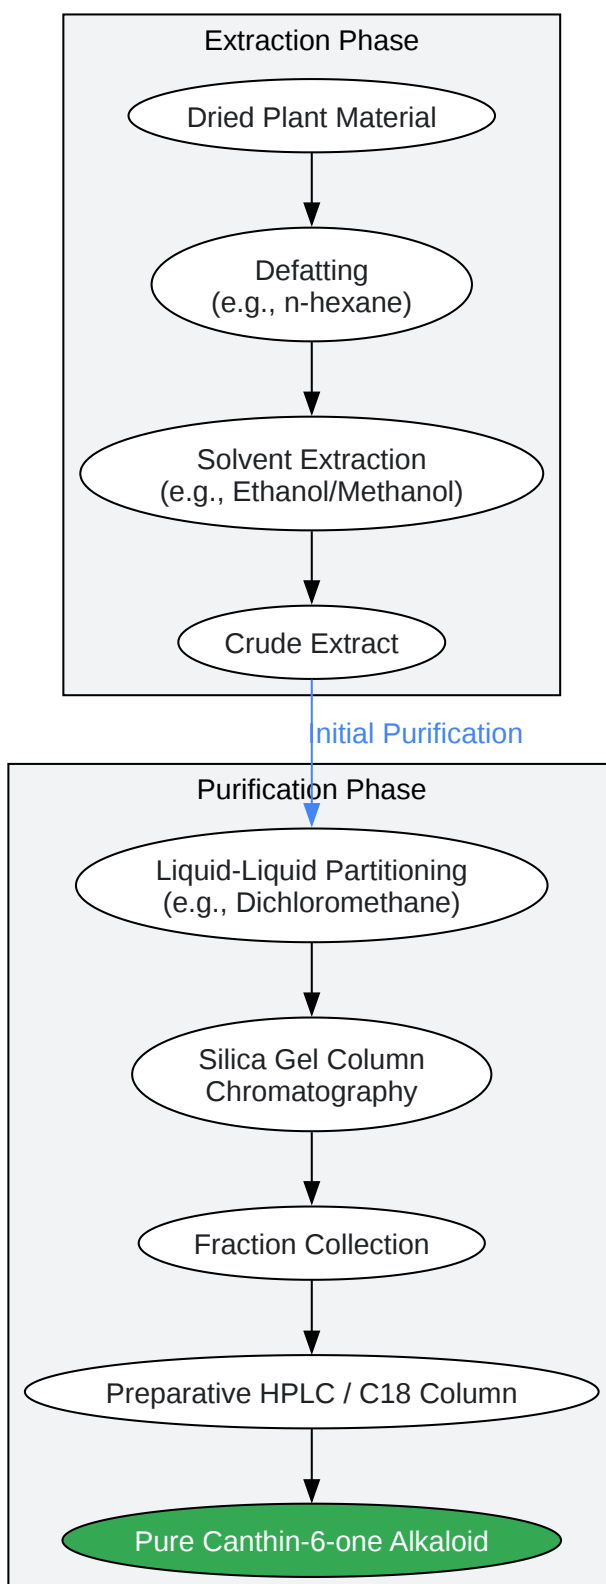 Extraction Phase
Dried Plant Material
Defatting
(e.g., n-hexane)
Solvent Extraction
(e.g., Ethanol/Methanol)
Crude Extract
Initial Purification
Purification Phase
Liquid-Liquid Partitioning
(e.g., Dichloromethane)
Silica Gel Column
Chromatography
Fraction Collection
Preparative HPLC / C18 Column
Pure Canthin-6-one Alkaloid